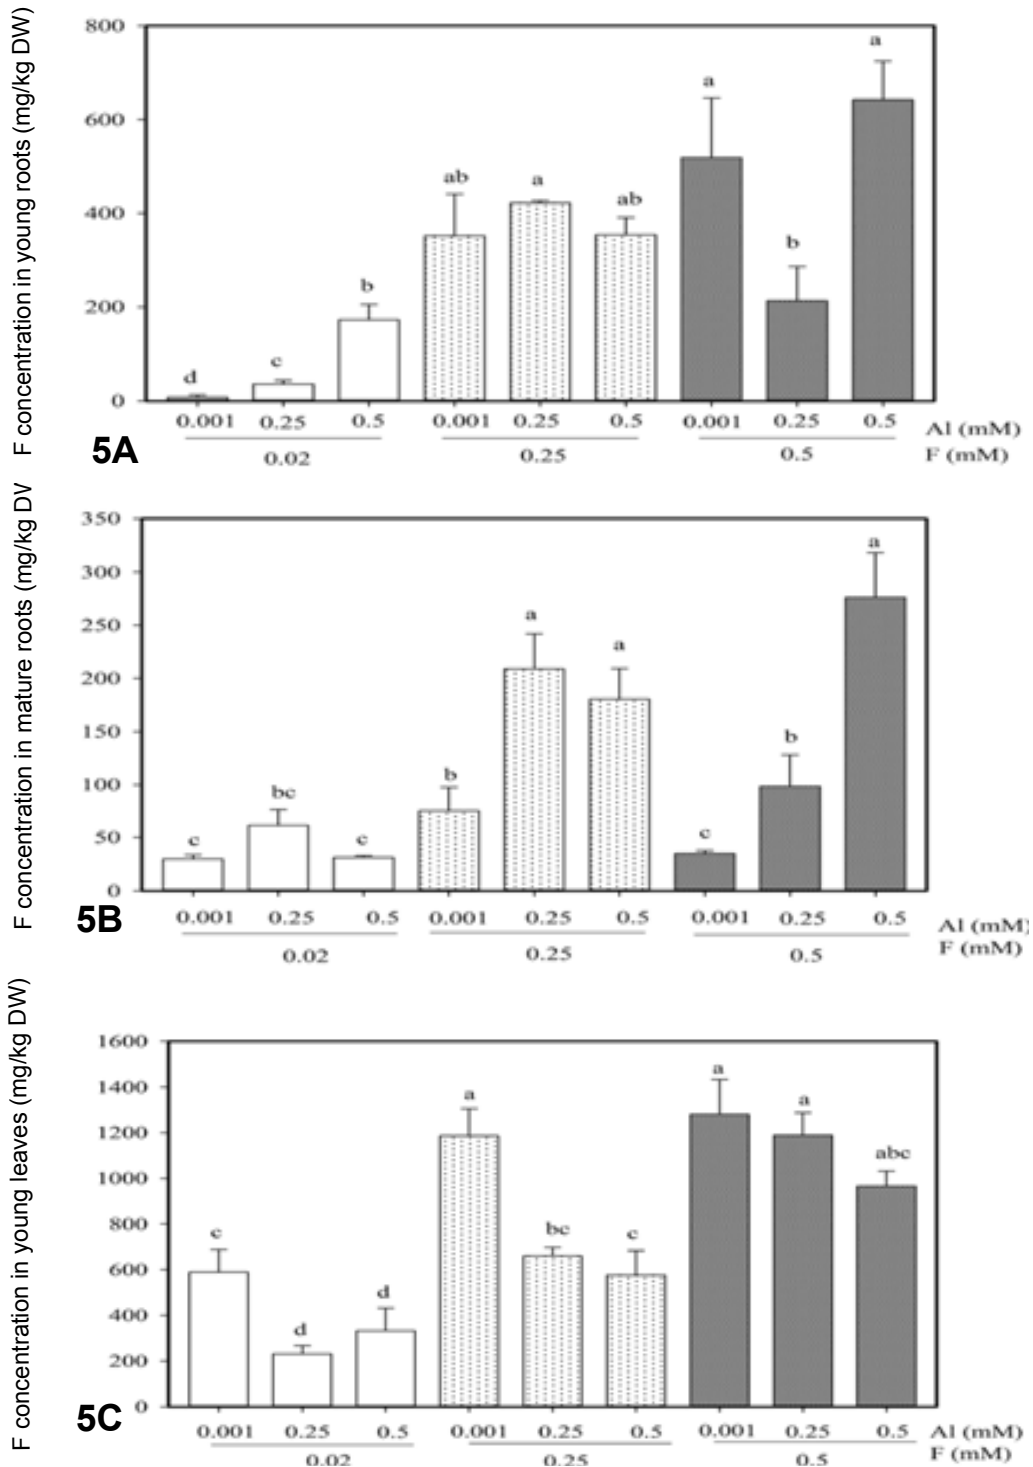 F concentration in young roots (mg/kg DW)
800
600
400
200
0
d
c
b
ab
a
ab
a
b
a
0.001 0.25 0.5 0.001 0.25 0.5 0.001 0.25 0.5 Al (mM)
0.02 0.25 0.5 F (mM)
5A
F concentration in mature roots (mg/kg DV
350
300
250
200
150
100
50
0
c
bc
c
b
a
a
c
b
a
0.001 0.25 0.5 0.001 0.25 0.5 0.001 0.25 0.5 Al (mM)
0.02 0.25 0.5 F (mM)
5B
F concentration in young leaves (mg/kg DW)
1600
1400
1200
1000
800
600
400
200
0
c
d
d
a
bc
c
a
a
abc
0.001 0.25 0.5 0.001 0.25 0.5 0.001 0.25 0.5 Al (mM)
0.02 0.25 0.5 F (mM)
5C